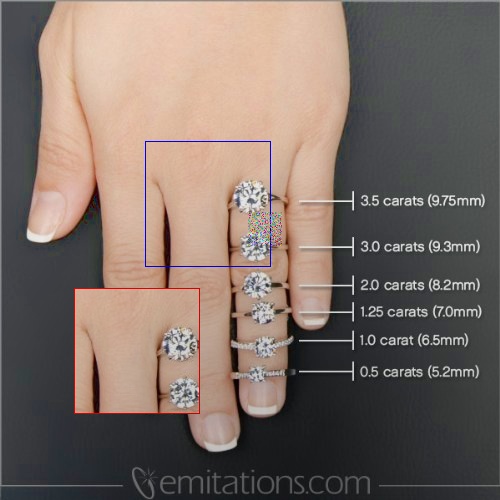 3.5 carats (9.75mm)
3.0 carats (9.3mm)
2.0 carats (8.2mm)
1.25 carats (7.0mm)
1.0 carat (6.5mm)
0.5 carats (5.2mm)
emitations.com